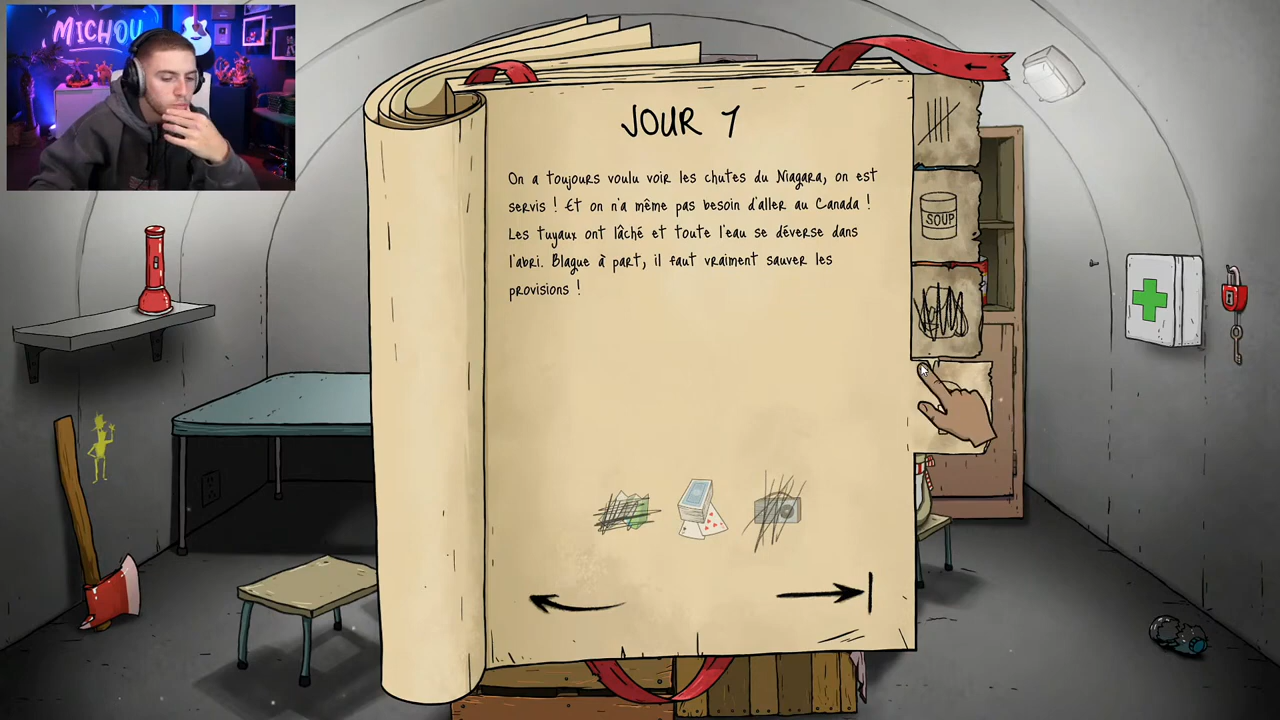 MICHOU
JOUR 7
On a toujours voulu voir les chutes du Niagara, on est
servis ! Et on n'a même pas besoin d'aller au Canada !
Les tuyaux ont lâché et toute l'eau se déverse dans
l'abri. Blague à part, il faut vraiment sauver les
provisions !
SOUP